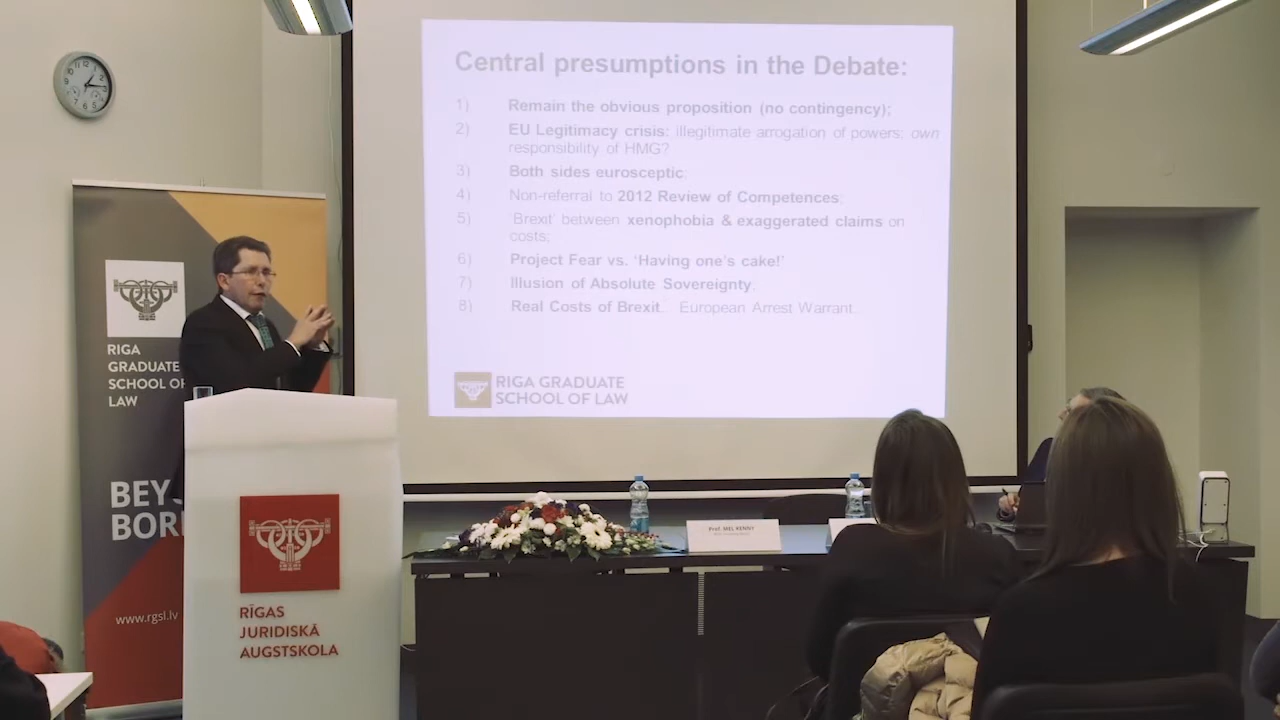 Central presumptions in the Debate:
1) Remain the obvious proposition (no contingency);
2) EU Legitimacy crisis: illegitimate arrogation of powers: own
responsibility of HMG?
3) Both sides eurosceptic
4) Non-referral to 2012 Review of Competences;
5) 'Brexit' between xenophobia & exaggerated claims on
costs;
6) Project Fear vs. 'Having one's cake!'
7) Illusion of Absolute Sovereignty.
8) Real Costs of Brexit. European Arrest Warrant.
RIGA GRADUATE
SCHOOL OF LAW
RIGA
GRADUATE
SCHOOL OF
LAW
BEY
BOR
www.rgsl.lv
RĪGAS
JURIDISKĀ
AUGSTSKOLA
Prof. MEL KENNY